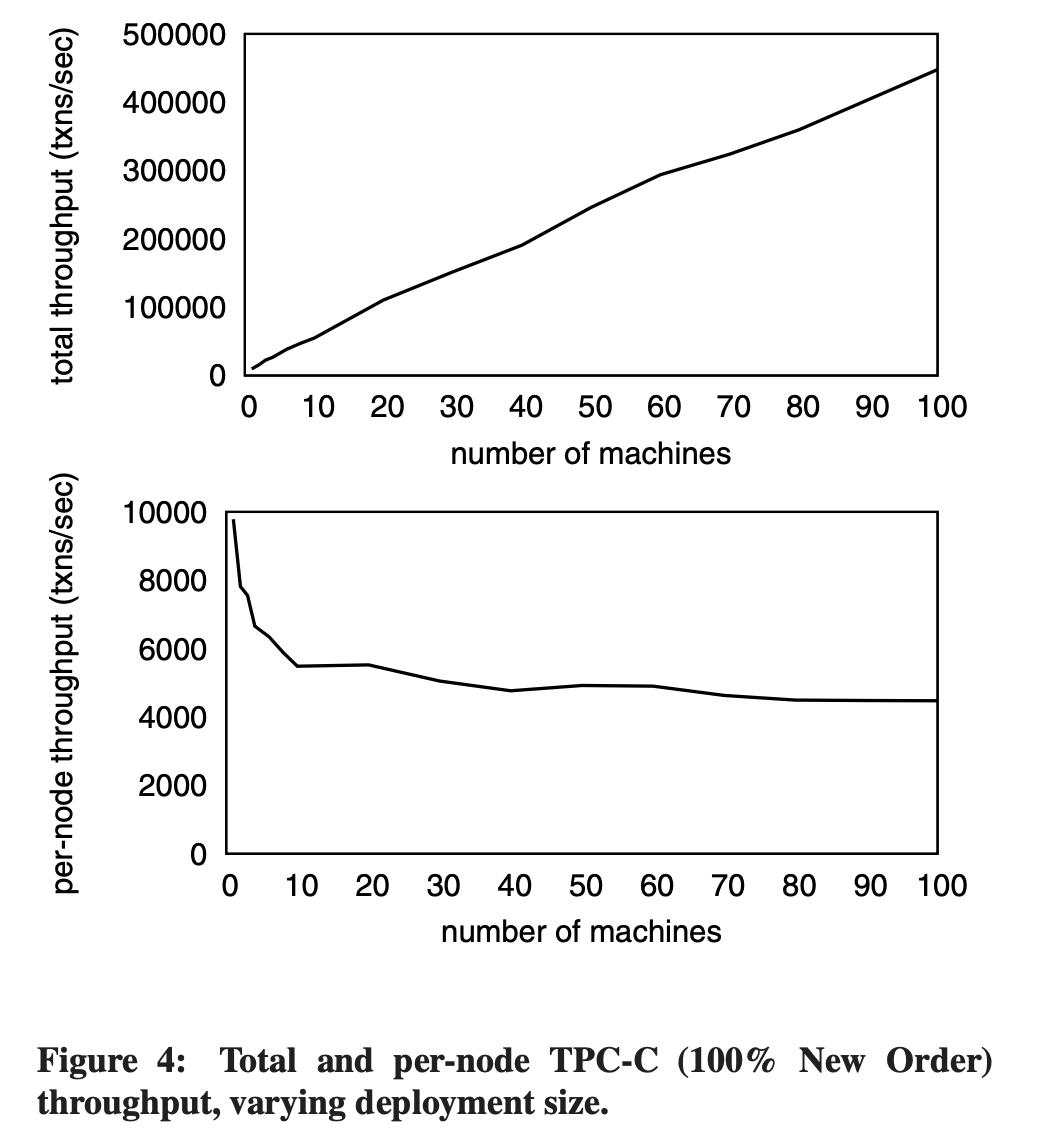 total throughput (txns/sec)
500000
400000
300000
200000
100000
0
0 10 20 30 40 50 60 70 80 90 100
number of machines
per-node throughput (txns/sec)
10000
8000
6000
4000
2000
0
0 10 20 30 40 50 60 70 80 90 100
number of machines
Figure 4: Total and per-node TPC-C (100% New Order)
throughput, varying deployment size.